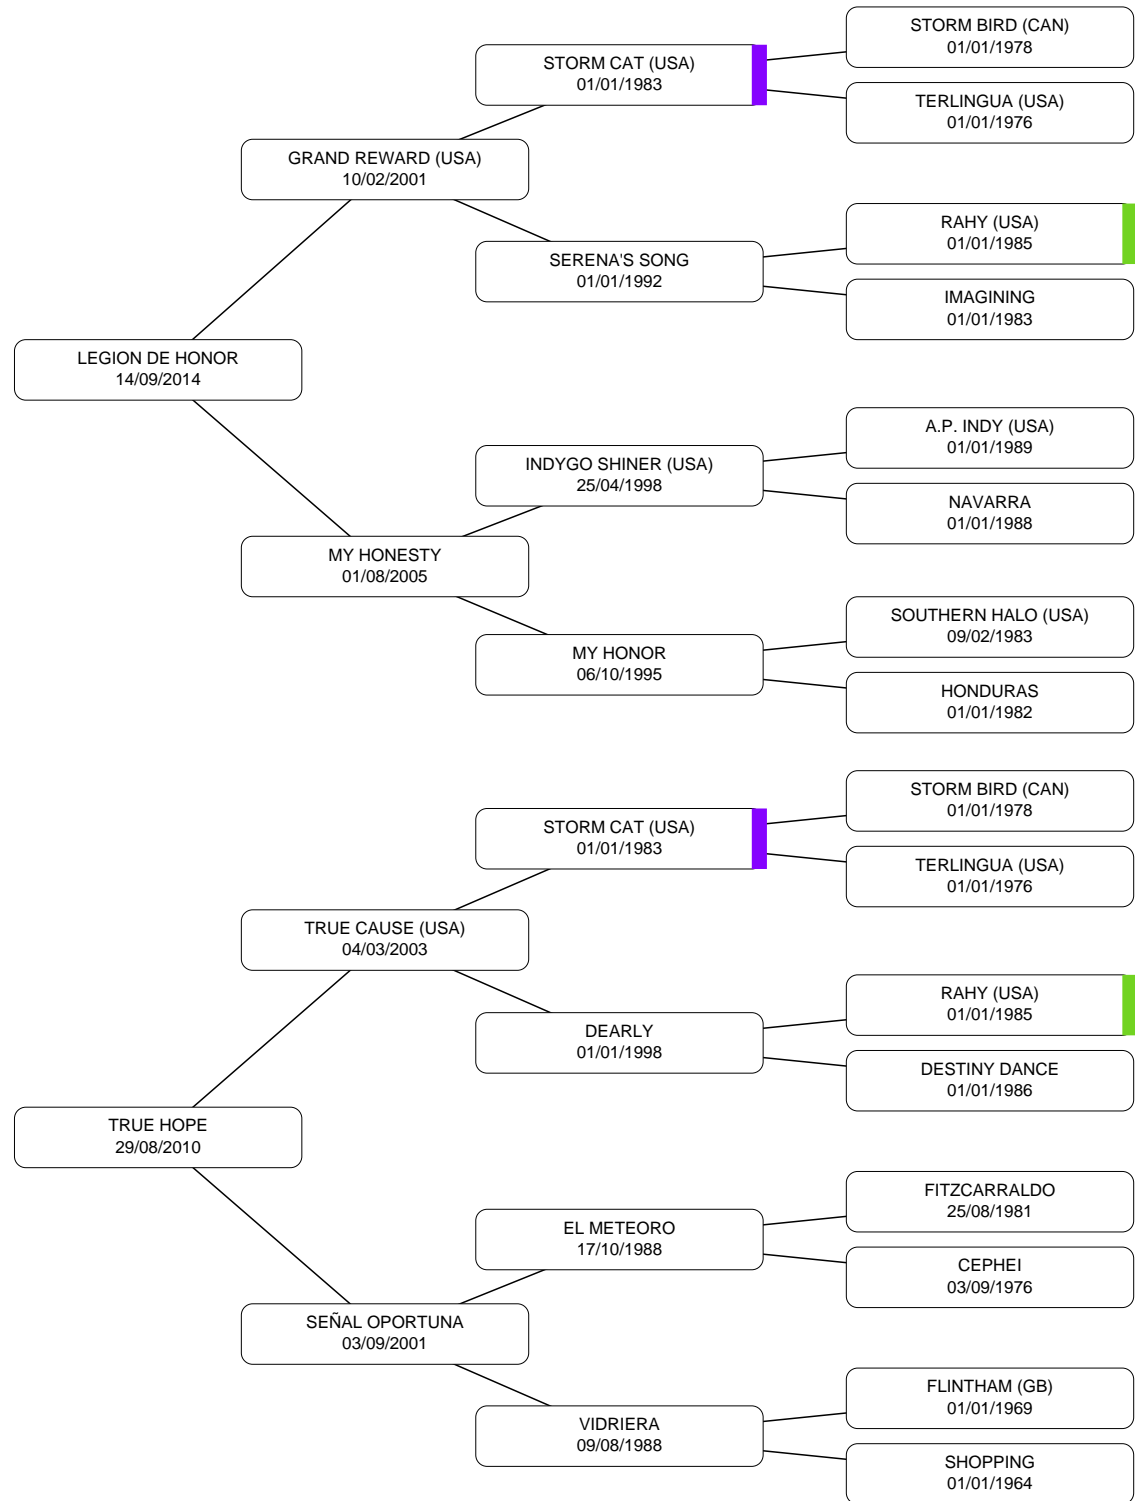 STORM BIRD (CAN)
01/01/1978
STORM CAT (USA)
01/01/1983
TERLINGUA (USA)
01/01/1976
GRAND REWARD (USA)
10/02/2001
RAHY (USA)
01/01/1985
SERENA'S SONG
01/01/1992
IMAGINING
01/01/1983
LEGION DE HONOR
14/09/2014
A.P. INDY (USA)
01/01/1989
INDYGO SHINER (USA)
25/04/1998
NAVARRA
01/01/1988
MY HONESTY
01/08/2005
SOUTHERN HALO (USA)
09/02/1983
MY HONOR
06/10/1995
HONDURAS
01/01/1982
STORM BIRD (CAN)
01/01/1978
STORM CAT (USA)
01/01/1983
TERLINGUA (USA)
01/01/1976
TRUE CAUSE (USA)
04/03/2003
RAHY (USA)
01/01/1985
DEARLY
01/01/1998
DESTINY DANCE
01/01/1986
TRUE HOPE
29/08/2010
FITZCARRALDO
25/08/1981
EL METEORO
17/10/1988
CEPHEI
03/09/1976
SEÑAL OPORTUNA
03/09/2001
FLINTHAM (GB)
01/01/1969
VIDRIERA
09/08/1988
SHOPPING
01/01/1964